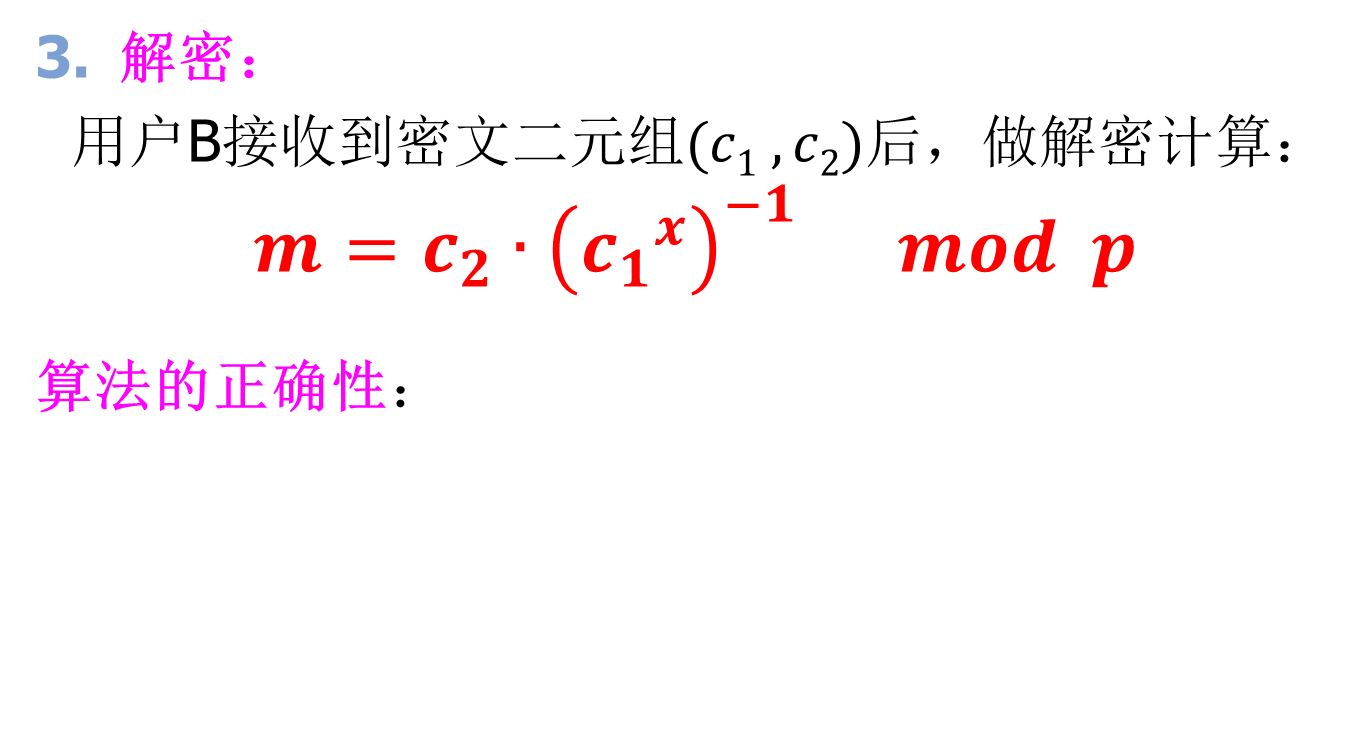 3. 解密：
用户B接收到密文二元组(c₁ , c₂)后，做解密计算：
m = c₂ · (c₁ˣ)⁻¹ mod p
算法的正确性：